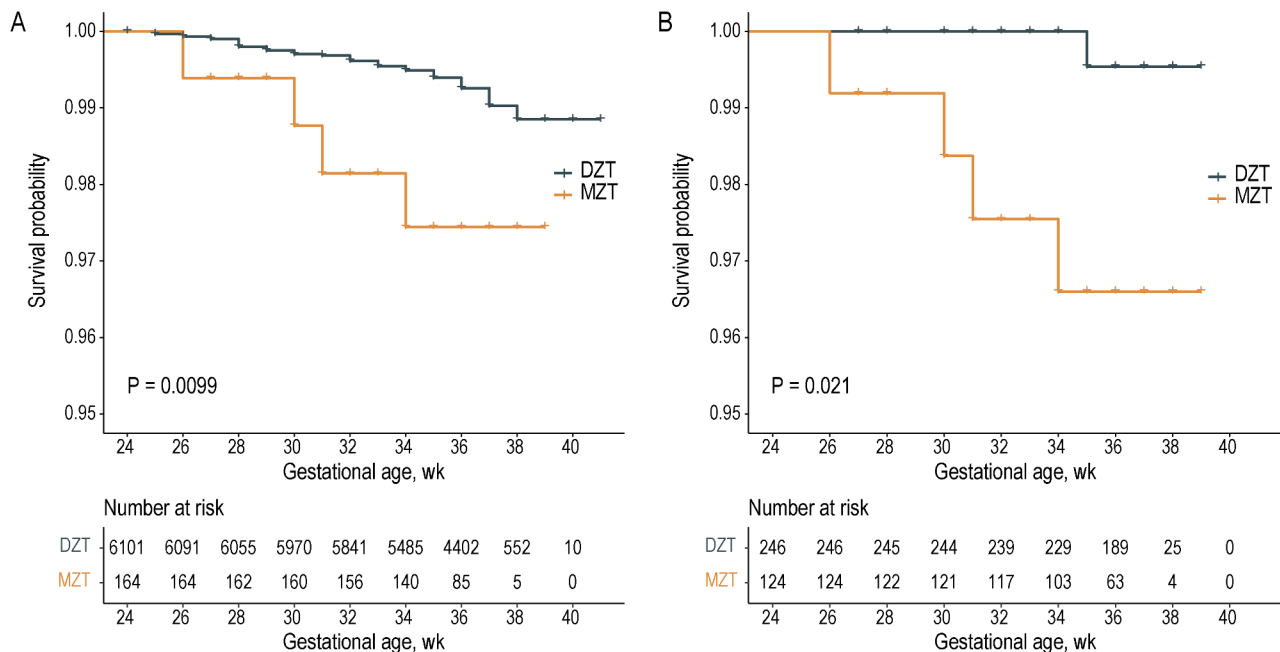 A
1.00
0.99
0.98
0.97
0.96
0.95
Survival probability
DZT
MZT
P = 0.0099
24 26 28 30 32 34 36 38 40
Gestational age, wk
Number at risk
DZT 6101 6091 6055 5970 5841 5485 4402 552 10
MZT 164 164 162 160 156 140 85 5 0
24 26 28 30 32 34 36 38 40
Gestational age, wk
B
1.00
0.99
0.98
0.97
0.96
0.95
Survival probability
DZT
MZT
P = 0.021
24 26 28 30 32 34 36 38 40
Gestational age, wk
Number at risk
DZT 246 246 245 244 239 229 189 25 0
MZT 124 124 122 121 117 103 63 4 0
24 26 28 30 32 34 36 38 40
Gestational age, wk